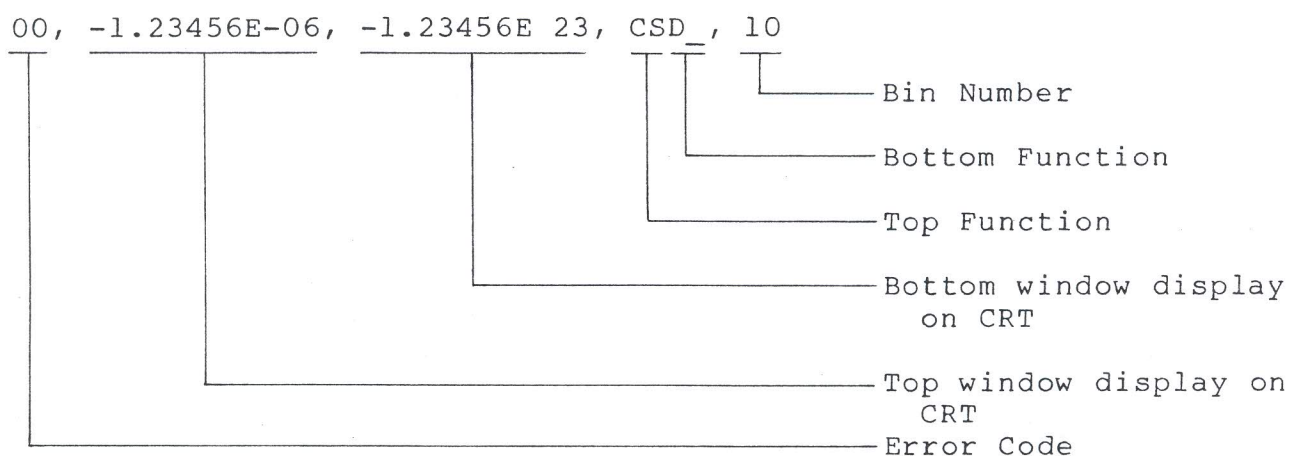 00, -1.23456E-06, -1.23456E 23, CSD_, 10
Bin Number
Bottom Function
Top Function
Bottom window display
on CRT
Top window display on
CRT
Error Code